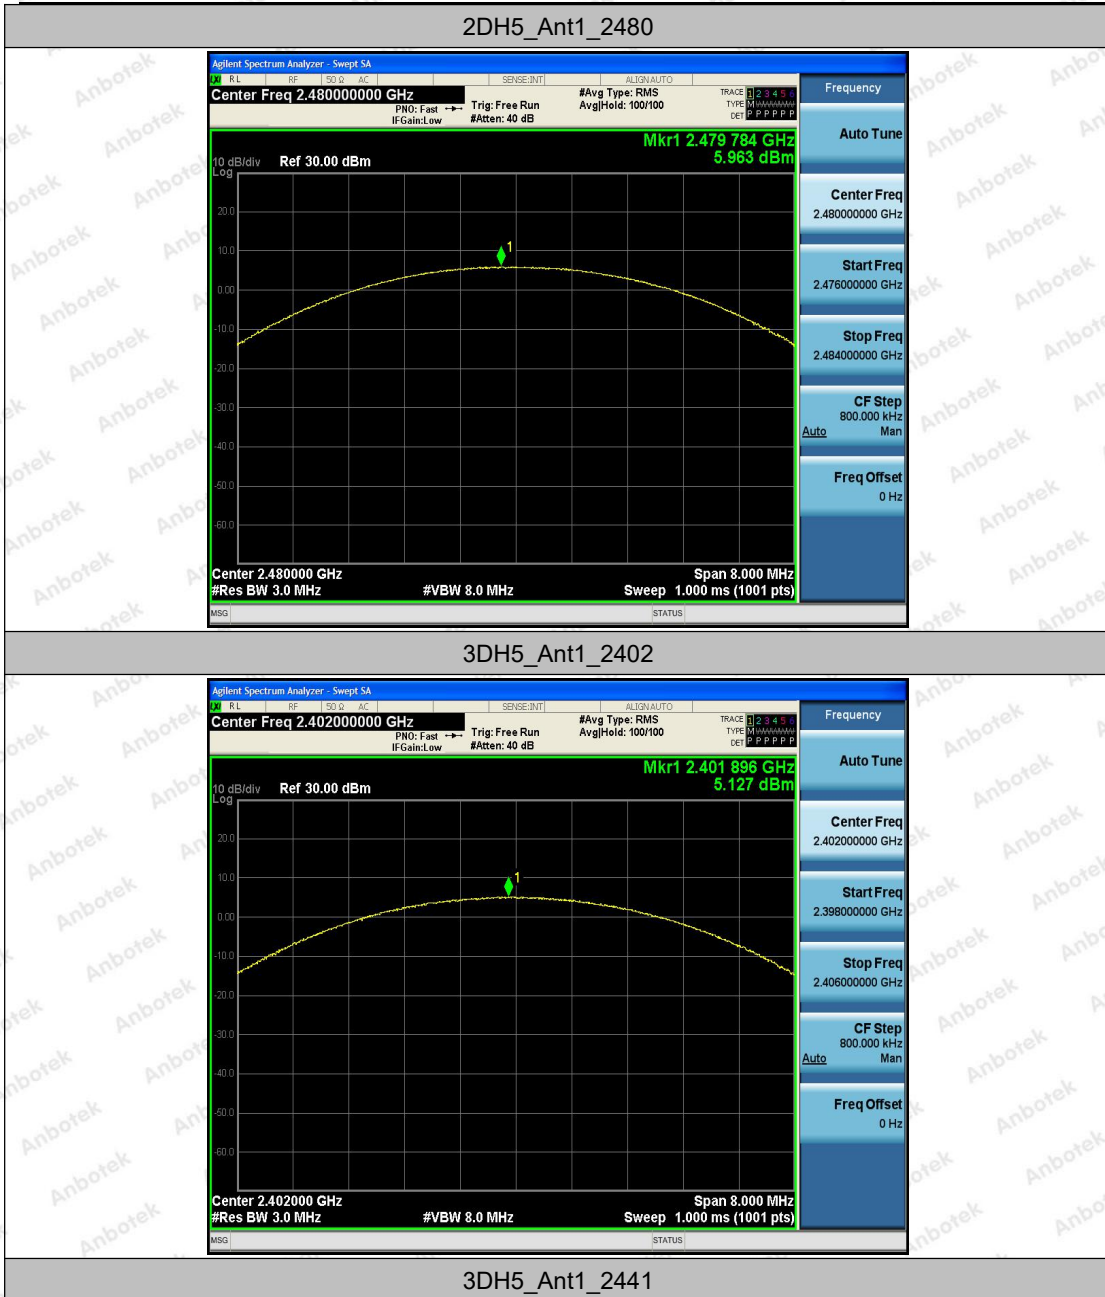 2DH5_Ant1_2480
Agilent Spectrum Analyzer - Swept SA
LXI RL RF 50 Ω AC SENSE:INT ALIGNAUTO
Center Freq 2.480000000 GHz
PNO: Fast
IFGain:Low
Trig: Free Run
#Atten: 40 dB
#Avg Type: RMS
Avg|Hold: 100/100
TRACE 1 2 3 4 5 6
TYPE M WWWWW
DET P P P P P P
Mkr1 2.479 784 GHz
5.963 dBm
10 dB/div Ref 30.00 dBm
Log
20.0
10.0
0.00
-10.0
-20.0
-30.0
-40.0
-50.0
-60.0
1
Center 2.480000 GHz
Span 8.000 MHz
#Res BW 3.0 MHz
#VBW 8.0 MHz
Sweep 1.000 ms (1001 pts)
MSG
STATUS
Frequency
Auto Tune
Center Freq
2.480000000 GHz
Start Freq
2.476000000 GHz
Stop Freq
2.484000000 GHz
CF Step
800.000 kHz
Auto Man
Freq Offset
0 Hz
3DH5_Ant1_2402
Agilent Spectrum Analyzer - Swept SA
LXI RL RF 50 Ω AC SENSE:INT ALIGNAUTO
Center Freq 2.402000000 GHz
PNO: Fast
IFGain:Low
Trig: Free Run
#Atten: 40 dB
#Avg Type: RMS
Avg|Hold: 100/100
TRACE 1 2 3 4 5 6
TYPE M WWWWW
DET P P P P P P
Mkr1 2.401 896 GHz
5.127 dBm
10 dB/div Ref 30.00 dBm
Log
20.0
10.0
0.00
-10.0
-20.0
-30.0
-40.0
-50.0
-60.0
1
Center 2.402000 GHz
Span 8.000 MHz
#Res BW 3.0 MHz
#VBW 8.0 MHz
Sweep 1.000 ms (1001 pts)
MSG
STATUS
Frequency
Auto Tune
Center Freq
2.402000000 GHz
Start Freq
2.398000000 GHz
Stop Freq
2.406000000 GHz
CF Step
800.000 kHz
Auto Man
Freq Offset
0 Hz
3DH5_Ant1_2441
Anbotek